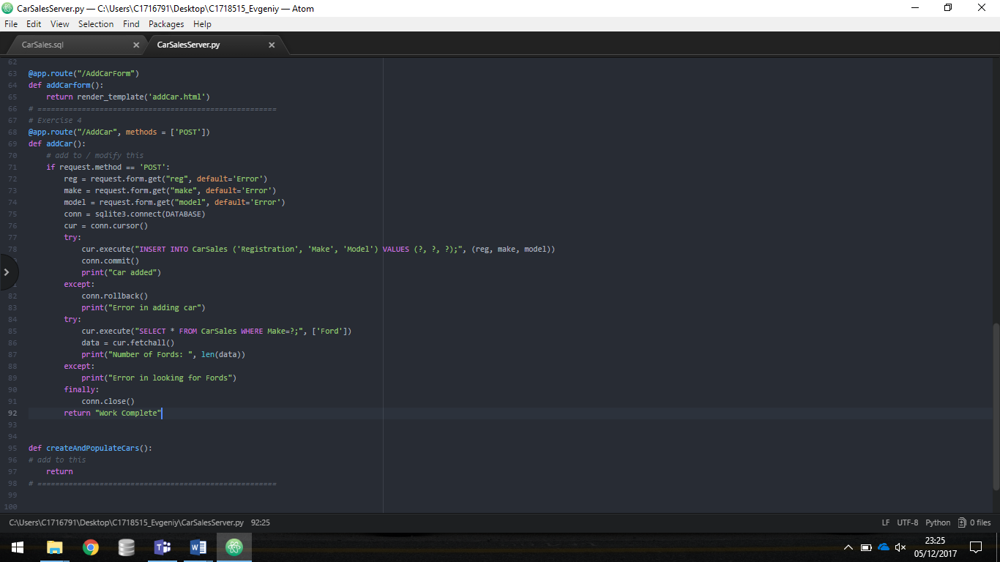 CarSalesServer.py — C:\Users\C1716791\Desktop\C1718515_Evgeniy — Atom
File Edit View Selection Find Packages Help
CarSales.sql CarSalesServer.py
62
63 @app.route("/AddCarForm")
64 def addCarform():
65     return render_template('addCar.html')
66 # ======================================================
67 # Exercise 4
68 @app.route("/AddCar", methods = ['POST'])
69 def addCar():
70     # add to / modify this
71     if request.method == 'POST':
72         reg = request.form.get("reg", default='Error')
73         make = request.form.get("make", default='Error')
74         model = request.form.get("model", default='Error')
75         conn = sqlite3.connect(DATABASE)
76         cur = conn.cursor()
77         try:
78             cur.execute("INSERT INTO CarSales ('Registration', 'Make', 'Model') VALUES (?, ?, ?);", (reg, make, model))
            conn.commit()
            print("Car added")
        except:
82             conn.rollback()
83             print("Error in adding car")
84         try:
85             cur.execute("SELECT * FROM CarSales WHERE Make=?;", ['Ford'])
86             data = cur.fetchall()
87             print("Number of Fords: ", len(data))
88         except:
89             print("Error in looking for Fords")
90         finally:
91             conn.close()
92         return "Work Complete"
93
94
95 def createAndPopulateCars():
96 # add to this
97     return
98 # ======================================================
99
100
C:\Users\C1716791\Desktop\C1718515_Evgeniy\CarSalesServer.py 92:25 LF UTF-8 Python 0 files
23:25
05/12/2017